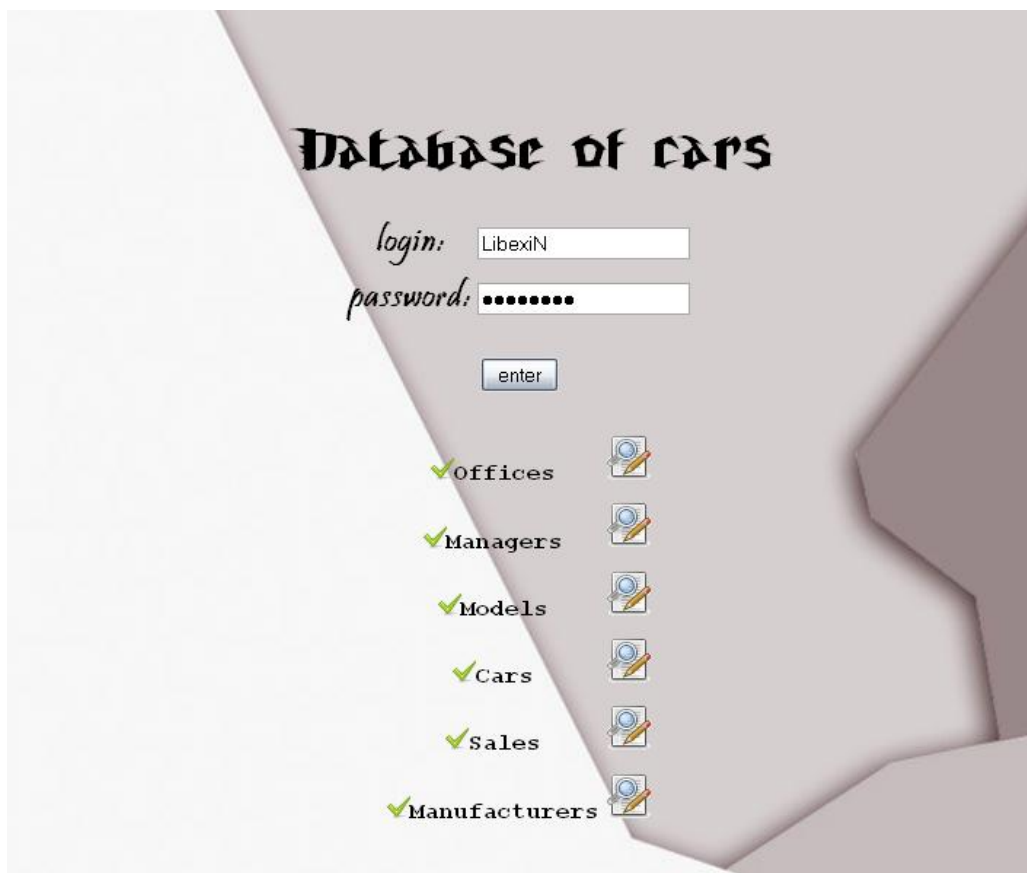 Database of cars
login: LibexiN
password: ••••••••
enter
Offices
Managers
Models
Cars
Sales
Manufacturers